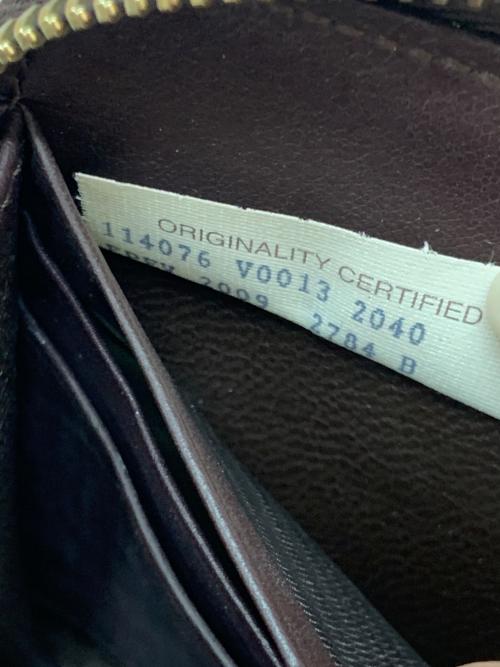 ORIGINALITY CERTIFIED
114076 V0013 2040
2009 2784 B